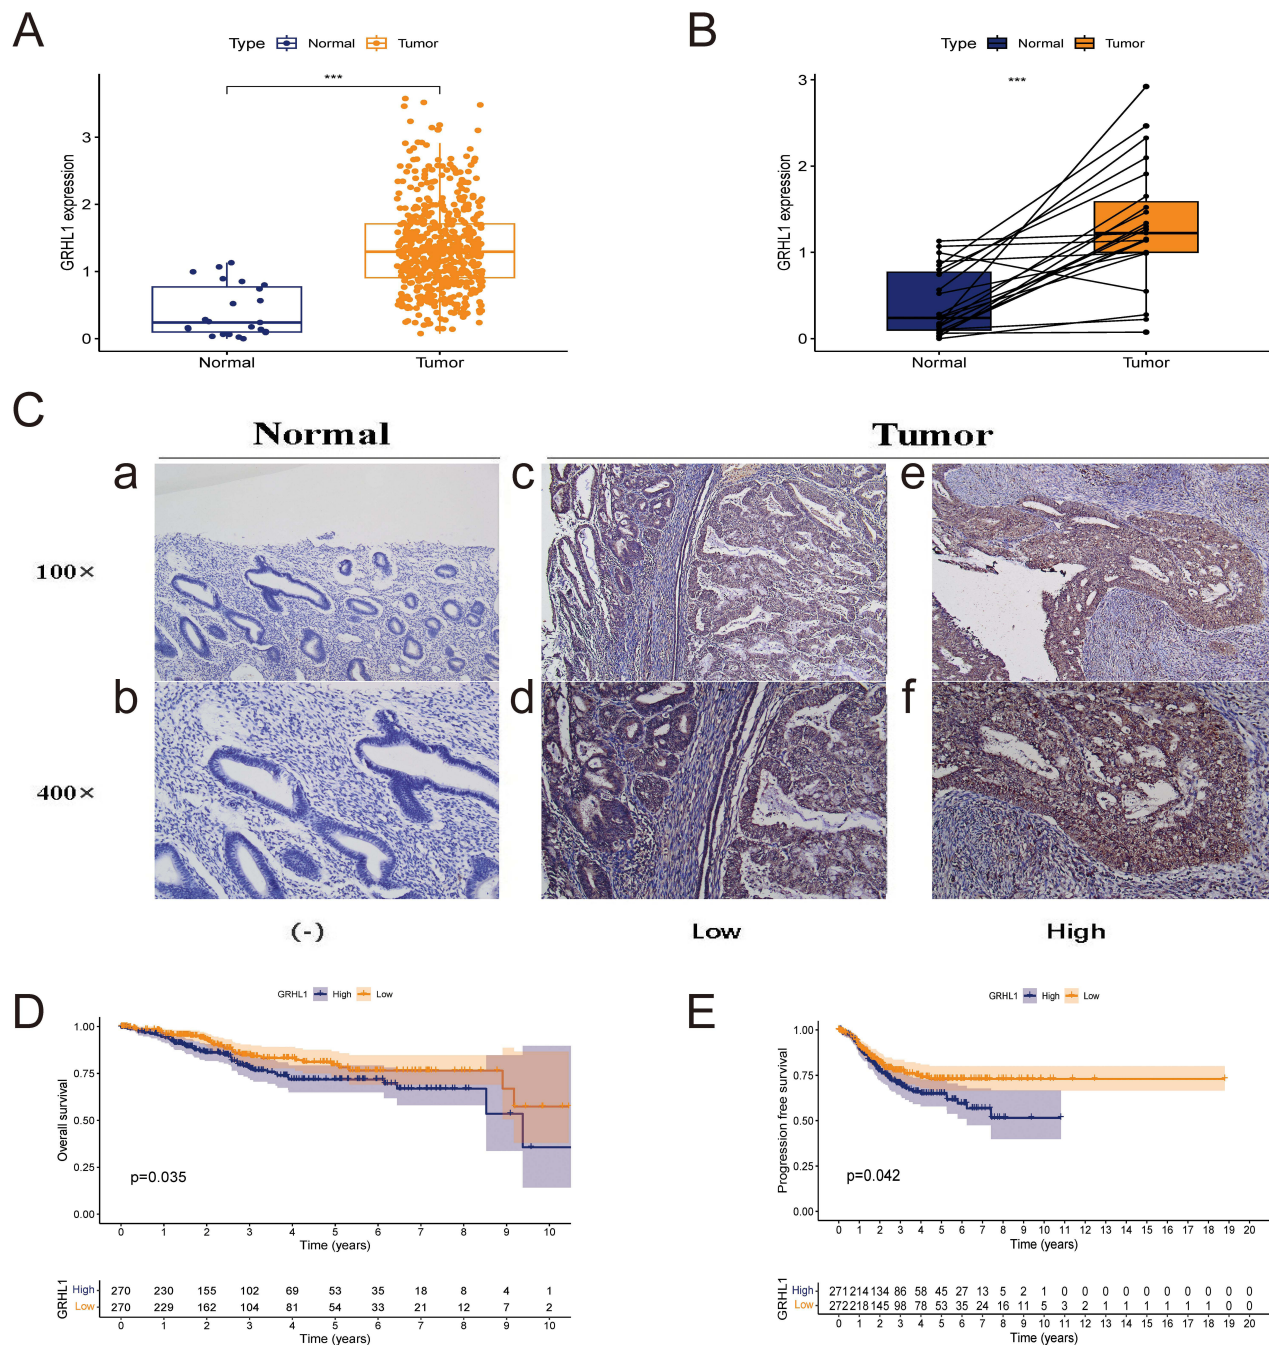 A
Type Normal Tumor
***
GRHL1 expression
3
2
1
0
Normal Tumor
B
Type Normal Tumor
***
GRHL1 expression
3
2
1
0
Normal Tumor
C
Normal Tumor
a c e
100×
b d f
400×
(-) Low High
D
GRHL1 High Low
Overall survival
1.00
0.75
0.50
0.25
0.00
p=0.035
0 1 2 3 4 5 6 7 8 9 10
Time (years)
GRHL1
High 270 230 155 102 69 53 35 18 8 4 1
Low 270 229 162 104 81 54 33 21 12 7 2
0 1 2 3 4 5 6 7 8 9 10
Time (years)
E
GRHL1 High Low
Progression free survival
1.00
0.75
0.50
0.25
0.00
p=0.042
0 1 2 3 4 5 6 7 8 9 10 11 12 13 14 15 16 17 18 19 20
Time (years)
GRHL1
High 271 214 134 86 58 45 27 13 5 2 1 0 0 0 0 0 0 0 0 0 0
Low 272 218 145 98 78 53 35 24 16 11 5 3 2 1 1 1 1 1 1 0 0
0 1 2 3 4 5 6 7 8 9 10 11 12 13 14 15 16 17 18 19 20
Time (years)